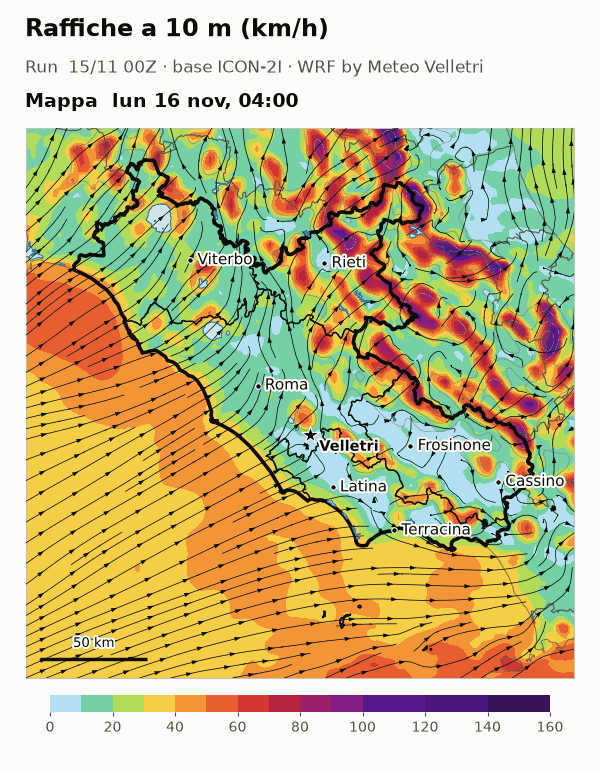 Raffiche a 10 m (km/h)
Run  15/11 00Z · base ICON-2I · WRF by Meteo Velletri
Mappa  lun 16 nov, 04:00
Viterbo
Rieti
Roma
Velletri
Frosinone
Latina
Cassino
Terracina
50 km
0 20 40 60 80 100 120 140 160